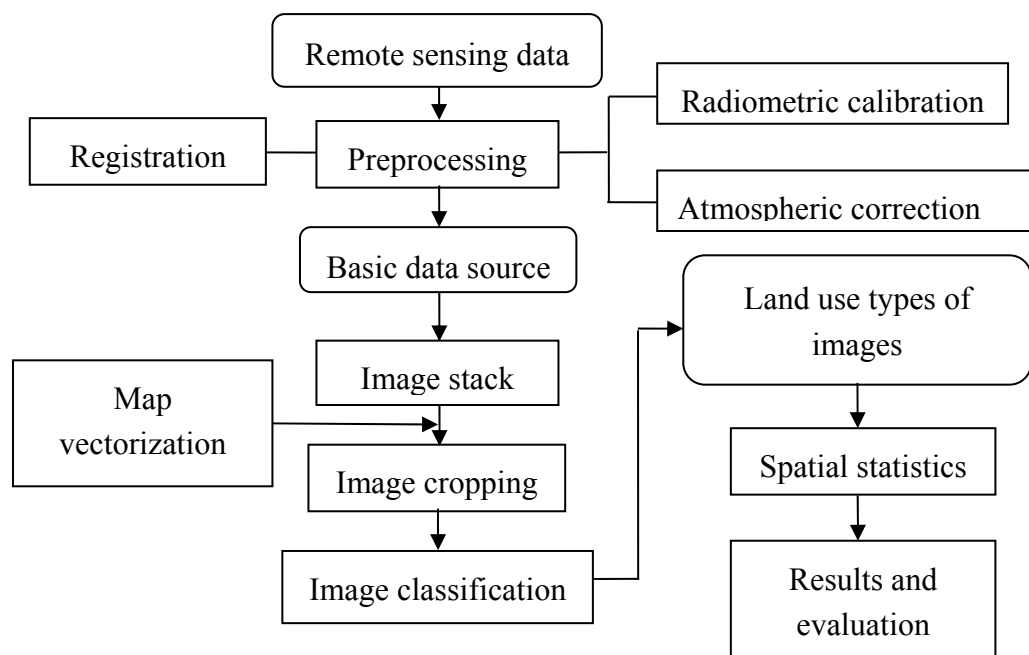 Remote sensing data
Radiometric calibration
Registration
Preprocessing
Atmospheric correction
Basic data source
Land use types of
images
Image stack
Map
vectorization
Spatial statistics
Image cropping
Image classification
Results and
evaluation